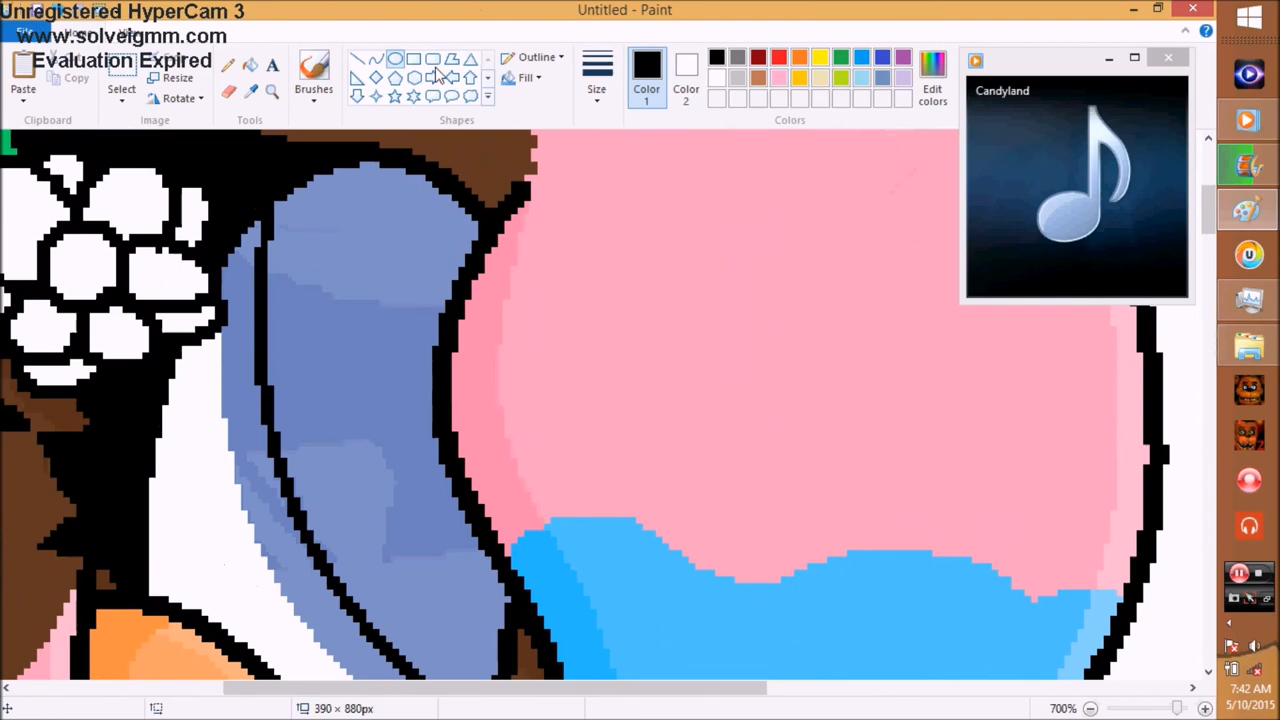 Unregistered HyperCam 3
www.solveigmm.com
Evaluation Expired
Untitled - Paint
File
Paste
Copy
Clipboard
Select
Resize
Rotate
Image
Tools
Brushes
Shapes
Outline
Fill
Size
Color 1
Color 2
Edit colors
Colors
Candyland
390 × 880px
700%
7:42 AM
5/10/2015